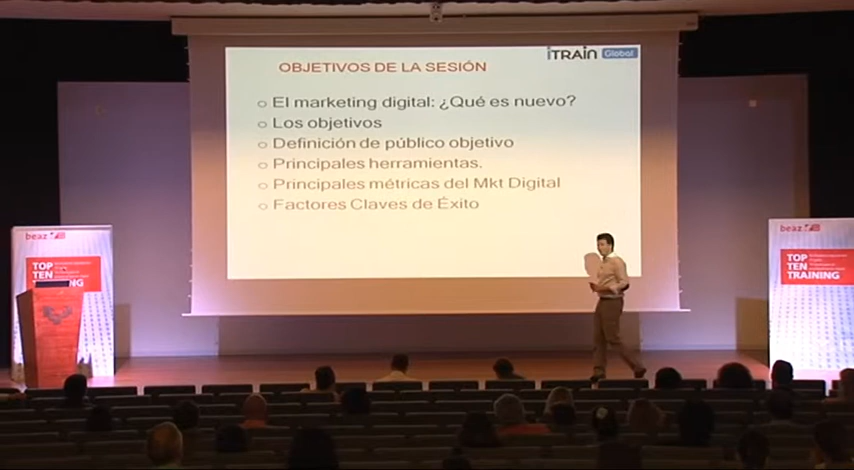 iTRAiN Global
OBJETIVOS DE LA SESIÓN
El marketing digital: ¿Qué es nuevo?
Los objetivos
Definición de público objetivo
Principales herramientas.
Principales métricas del Mkt Digital
Factores Claves de Éxito
beaz
TOP
TEN
beaz
TOP
TEN
TRAINING